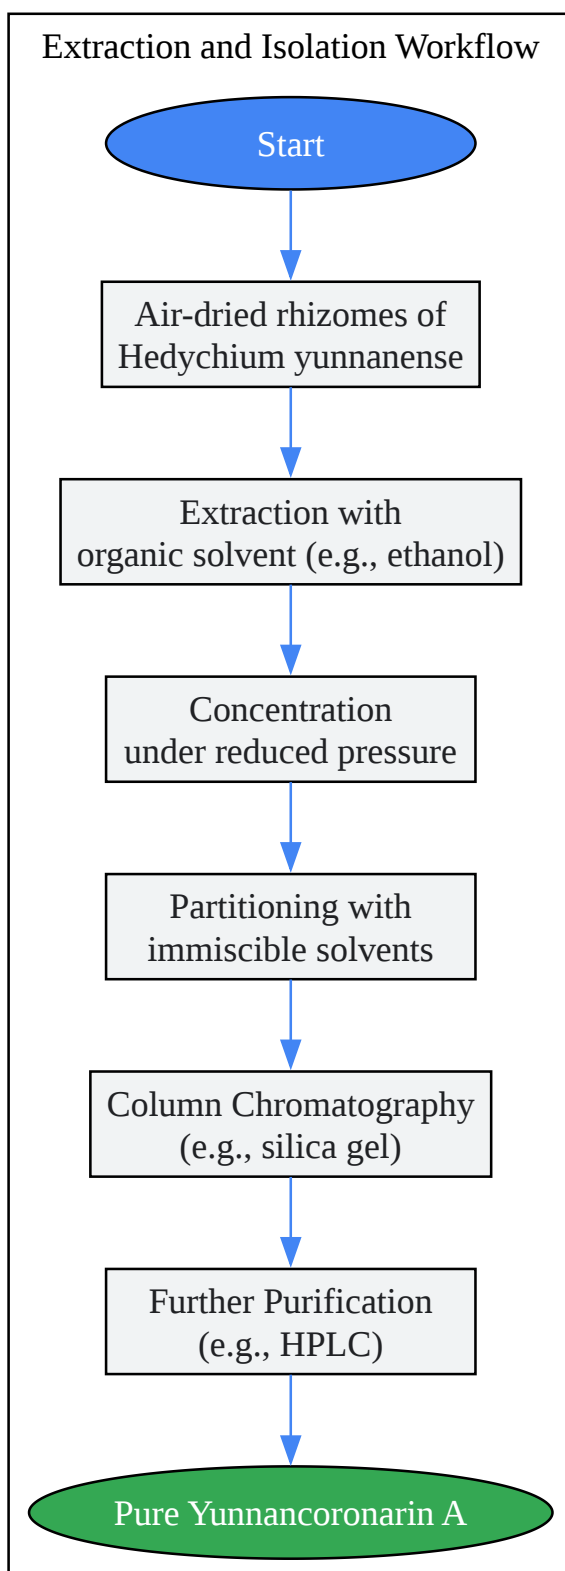 Extraction and Isolation Workflow
Start
Air-dried rhizomes of
Hedychium yunnanense
Extraction with
organic solvent (e.g., ethanol)
Concentration
under reduced pressure
Partitioning with
immiscible solvents
Column Chromatography
(e.g., silica gel)
Further Purification
(e.g., HPLC)
Pure Yunnancoronarin A